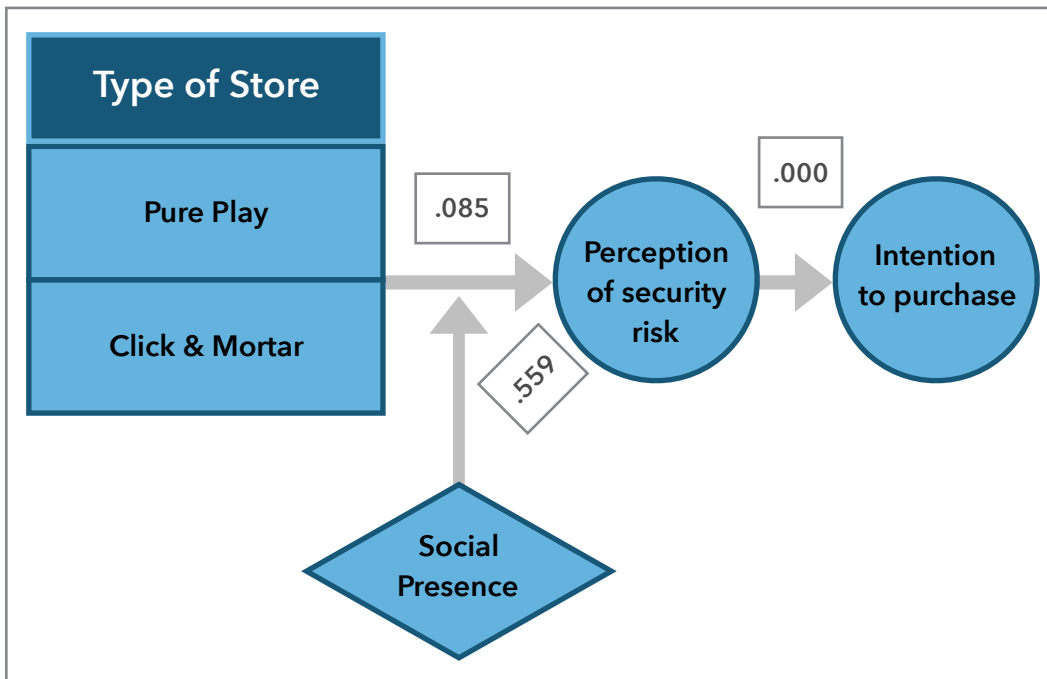 Type of Store
Pure Play
Click & Mortar
.085
.559
Perception
of security
risk
.000
Intention
to purchase
Social
Presence